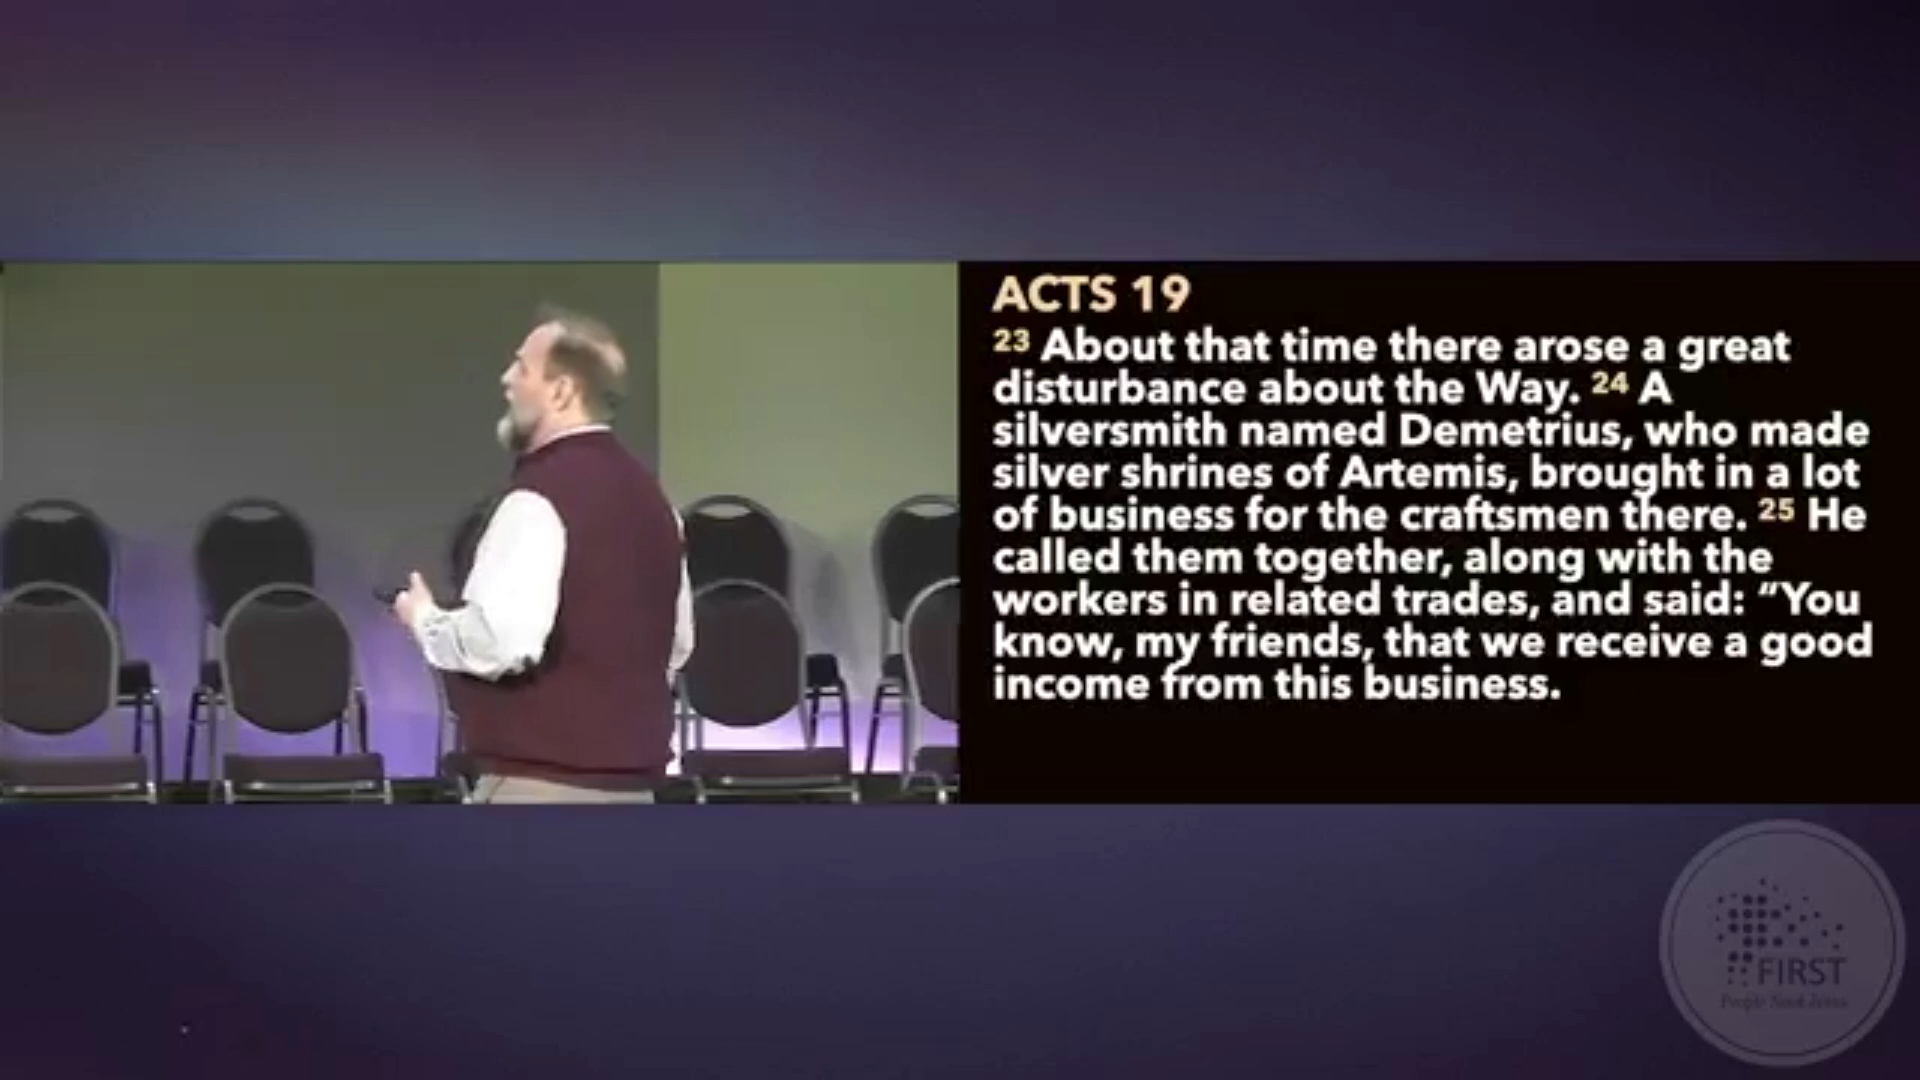 ACTS 19
23 About that time there arose a great
disturbance about the Way. 24 A
silversmith named Demetrius, who made
silver shrines of Artemis, brought in a lot
of business for the craftsmen there. 25 He
called them together, along with the
workers in related trades, and said: “You
know, my friends, that we receive a good
income from this business.
FIRST
People Need Jesus